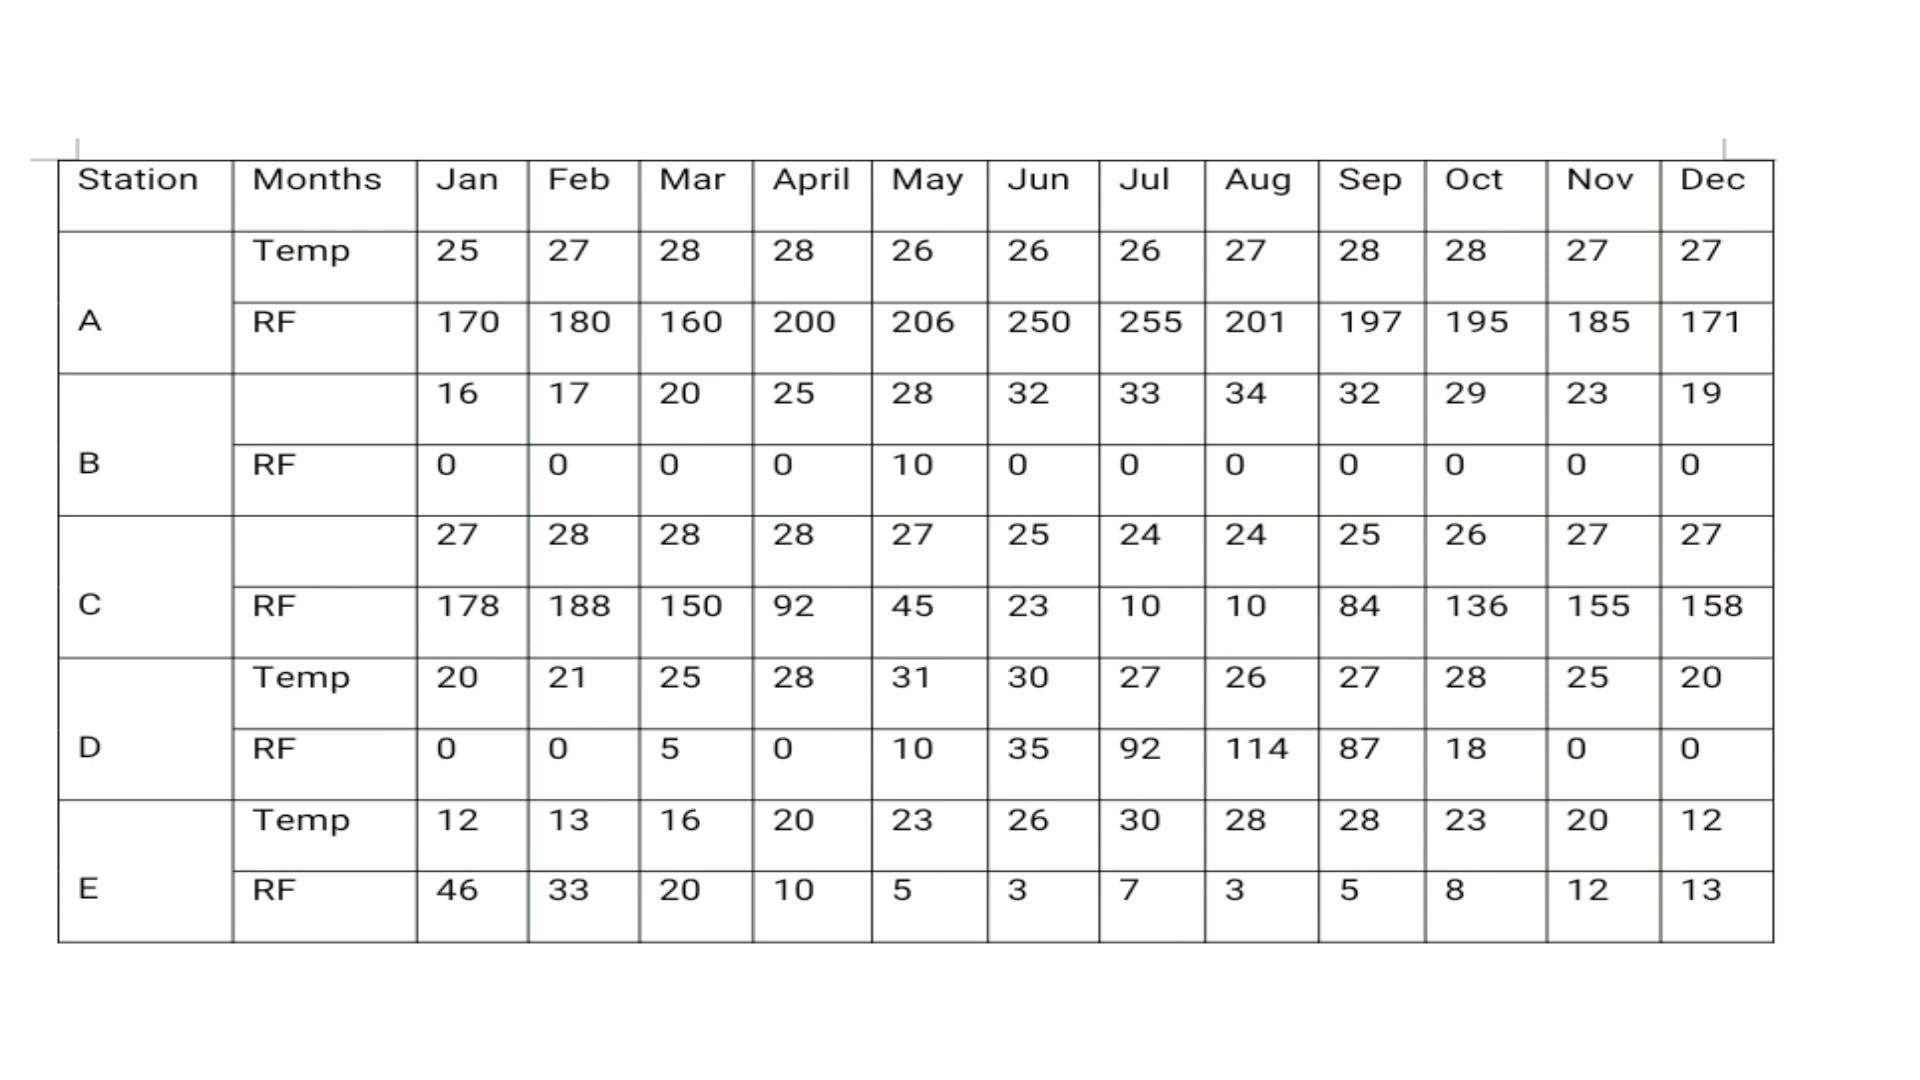 Station Months Jan Feb Mar April May Jun Jul Aug Sep Oct Nov Dec
Temp 25 27 28 28 26 26 26 27 28 28 27 27
A RF 170 180 160 200 206 250 255 201 197 195 185 171
16 17 20 25 28 32 33 34 32 29 23 19
B RF 0 0 0 0 10 0 0 0 0 0 0 0
27 28 28 28 27 25 24 24 25 26 27 27
C RF 178 188 150 92 45 23 10 10 84 136 155 158
Temp 20 21 25 28 31 30 27 26 27 28 25 20
D RF 0 0 5 0 10 35 92 114 87 18 0 0
Temp 12 13 16 20 23 26 30 28 28 23 20 12
E RF 46 33 20 10 5 3 7 3 5 8 12 13